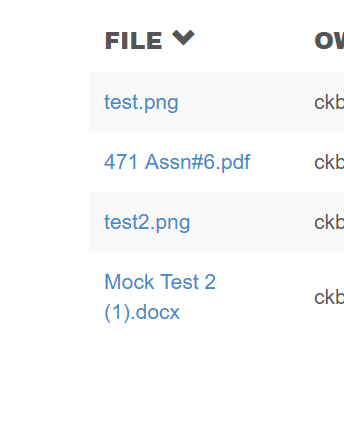 FILE OW
test.png ckb
471 Assn#6.pdf ckb
test2.png ckb
Mock Test 2
(1).docx ckb